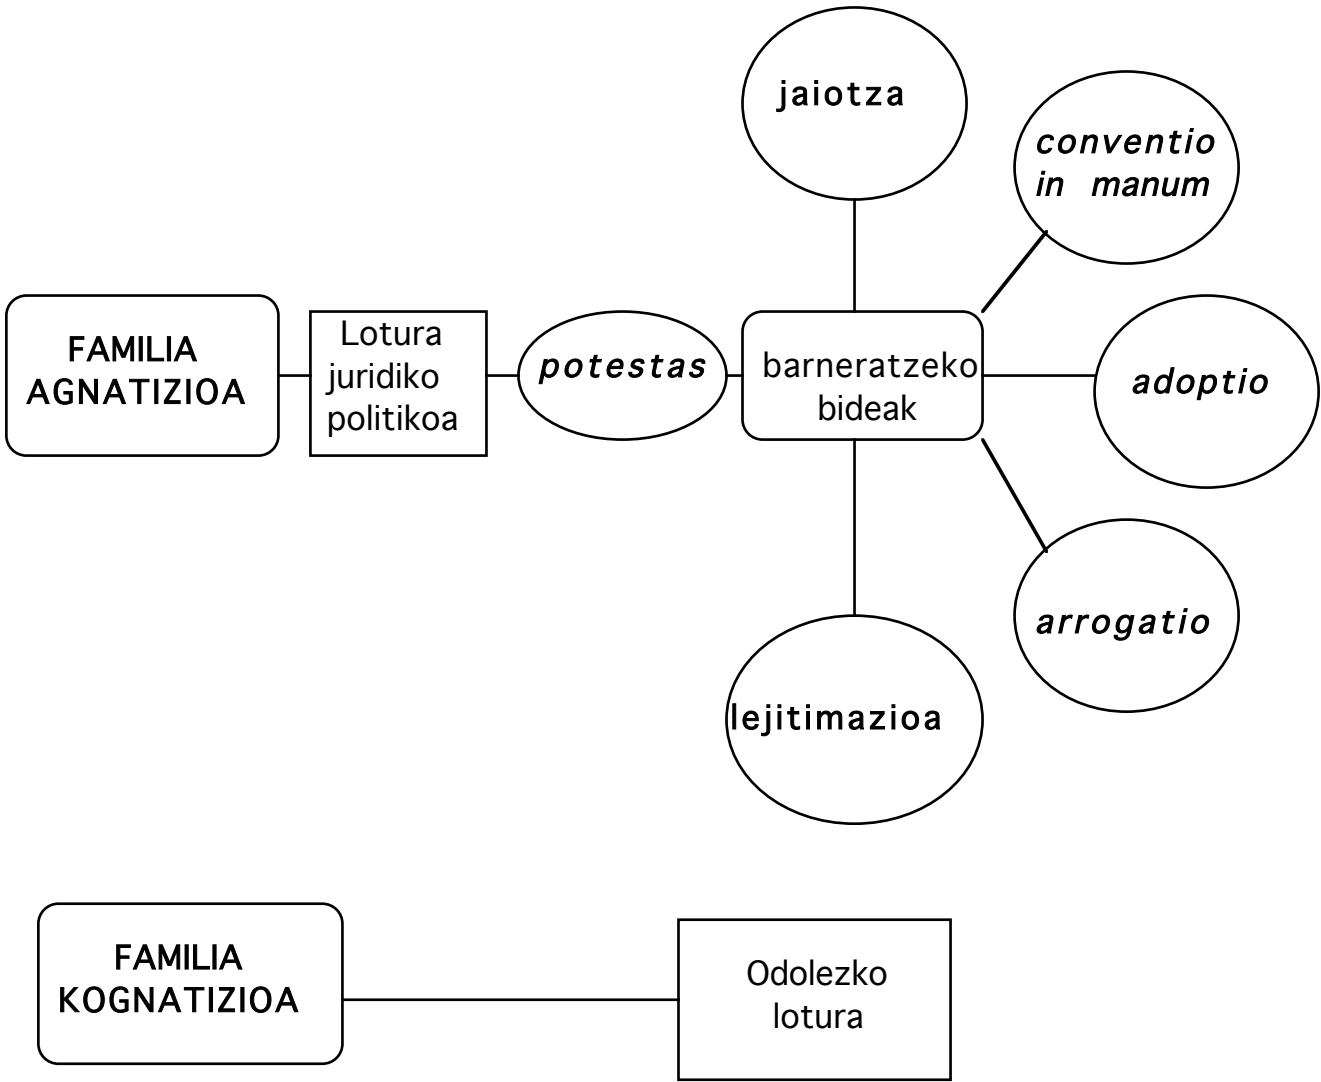 jaiotza
conventio
in manum
FAMILIA
AGNATIZIOA
Lotura
juridiko
politikoa
potestas
barneratzeko
bideak
adoptio
arrogatio
lejitimazioa
FAMILIA
KOGNATIZIOA
Odolezko
lotura